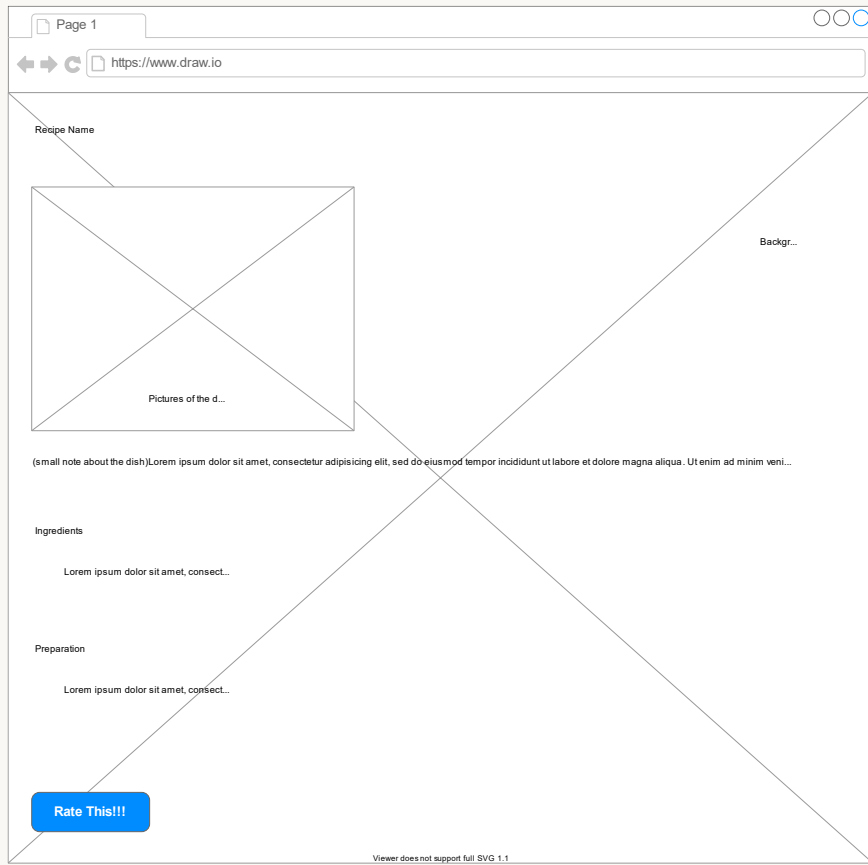 Page 1
https://www.draw.io
Recipe Name
Backgr...
Pictures of the d...
(small note about the dish)Lorem ipsum dolor sit amet, consectetur adipisicing elit, sed do eiusmod tempor incididunt ut labore et dolore magna aliqua. Ut enim ad minim veni...
Ingredients
Lorem ipsum dolor sit amet, consect...
Preparation
Lorem ipsum dolor sit amet, consect...
Rate This!!!
Viewer does not support full SVG 1.1